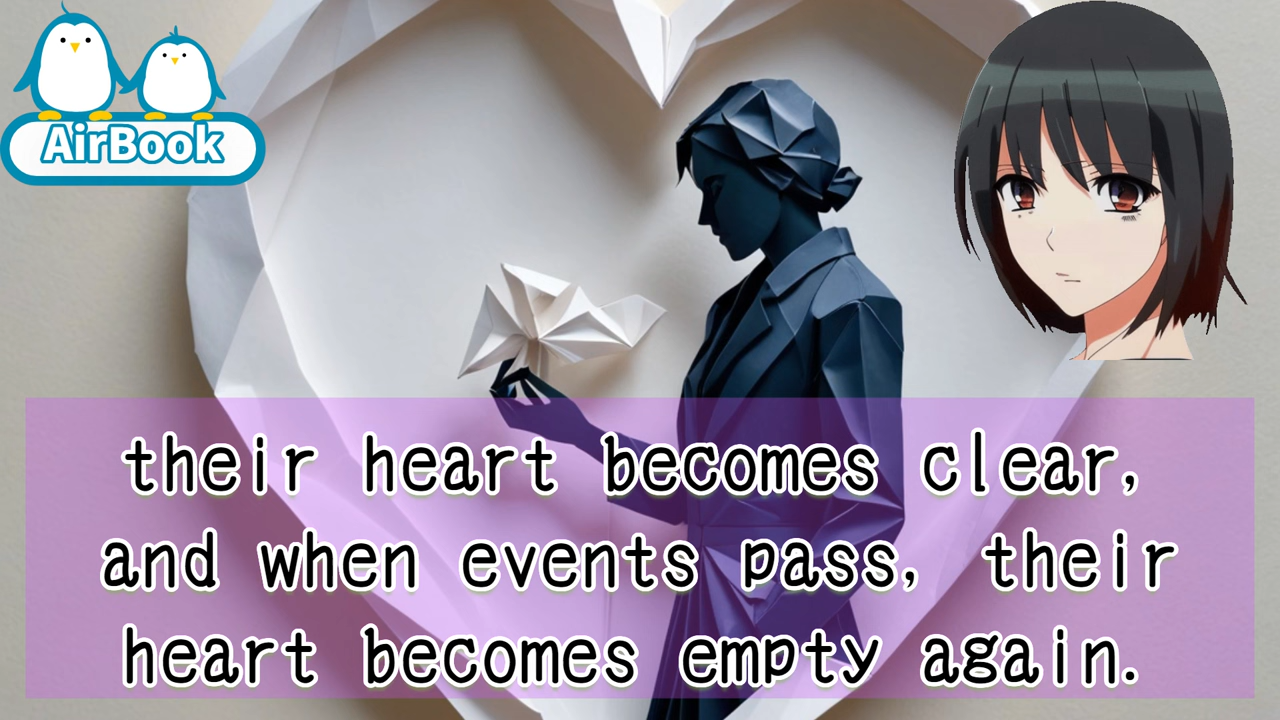 AirBook
their heart becomes clear,
and when events pass, their
heart becomes empty again.